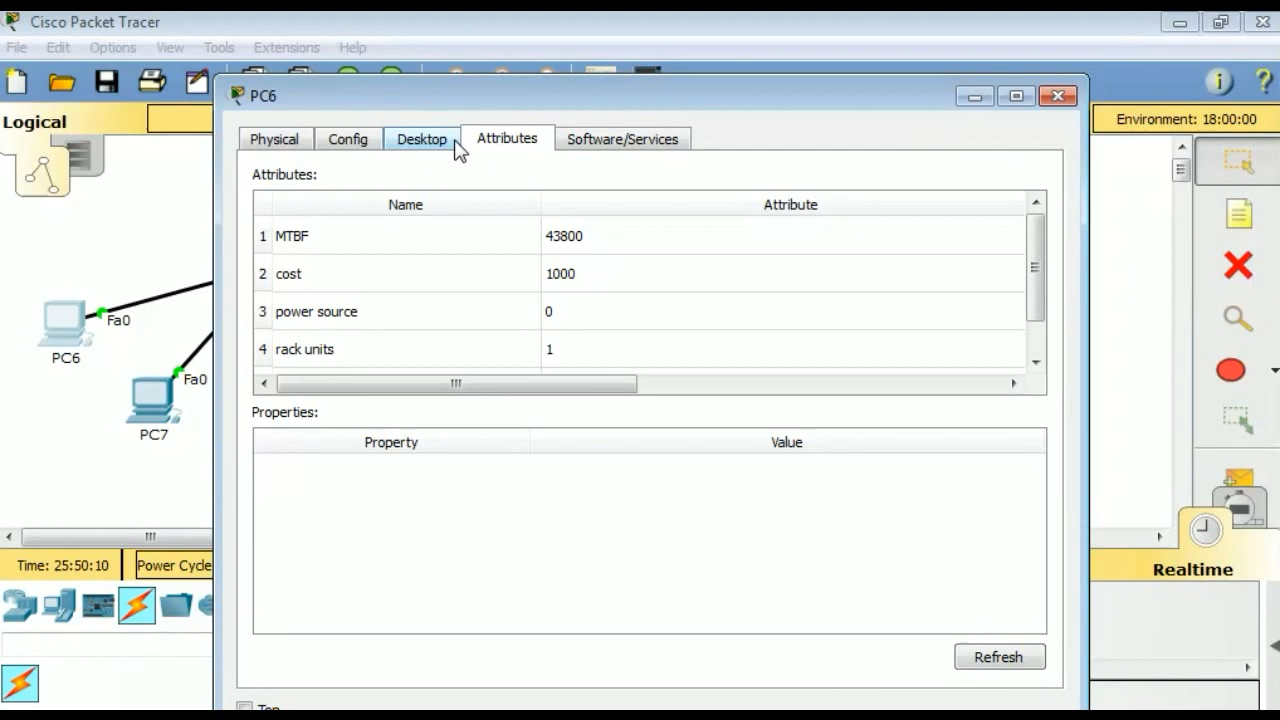 Cisco Packet Tracer
File Edit Options View Tools Extensions Help
PC6
Logical
Environment: 18:00:00
Physical Config Desktop Attributes Software/Services
Attributes:
Name Attribute
1 MTBF 43800
2 cost 1000
3 power source 0
4 rack units 1
Fa0
PC6
Fa0
PC7
Properties:
Property Value
Time: 25:50:10 Power Cycle
Realtime
Refresh
Top